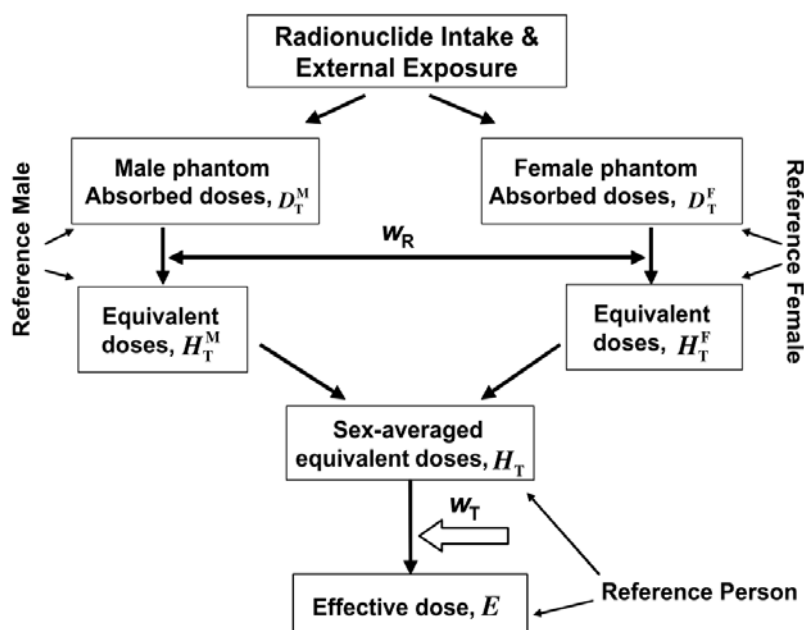 Radionuclide Intake &
External Exposure
Male phantom
Absorbed doses, D_T^M
Female phantom
Absorbed doses, D_T^F
Reference Male
w_R
Reference Female
Equivalent
doses, H_T^M
Equivalent
doses, H_T^F
Sex-averaged
equivalent doses, H_T
w_T
Effective dose, E
Reference Person